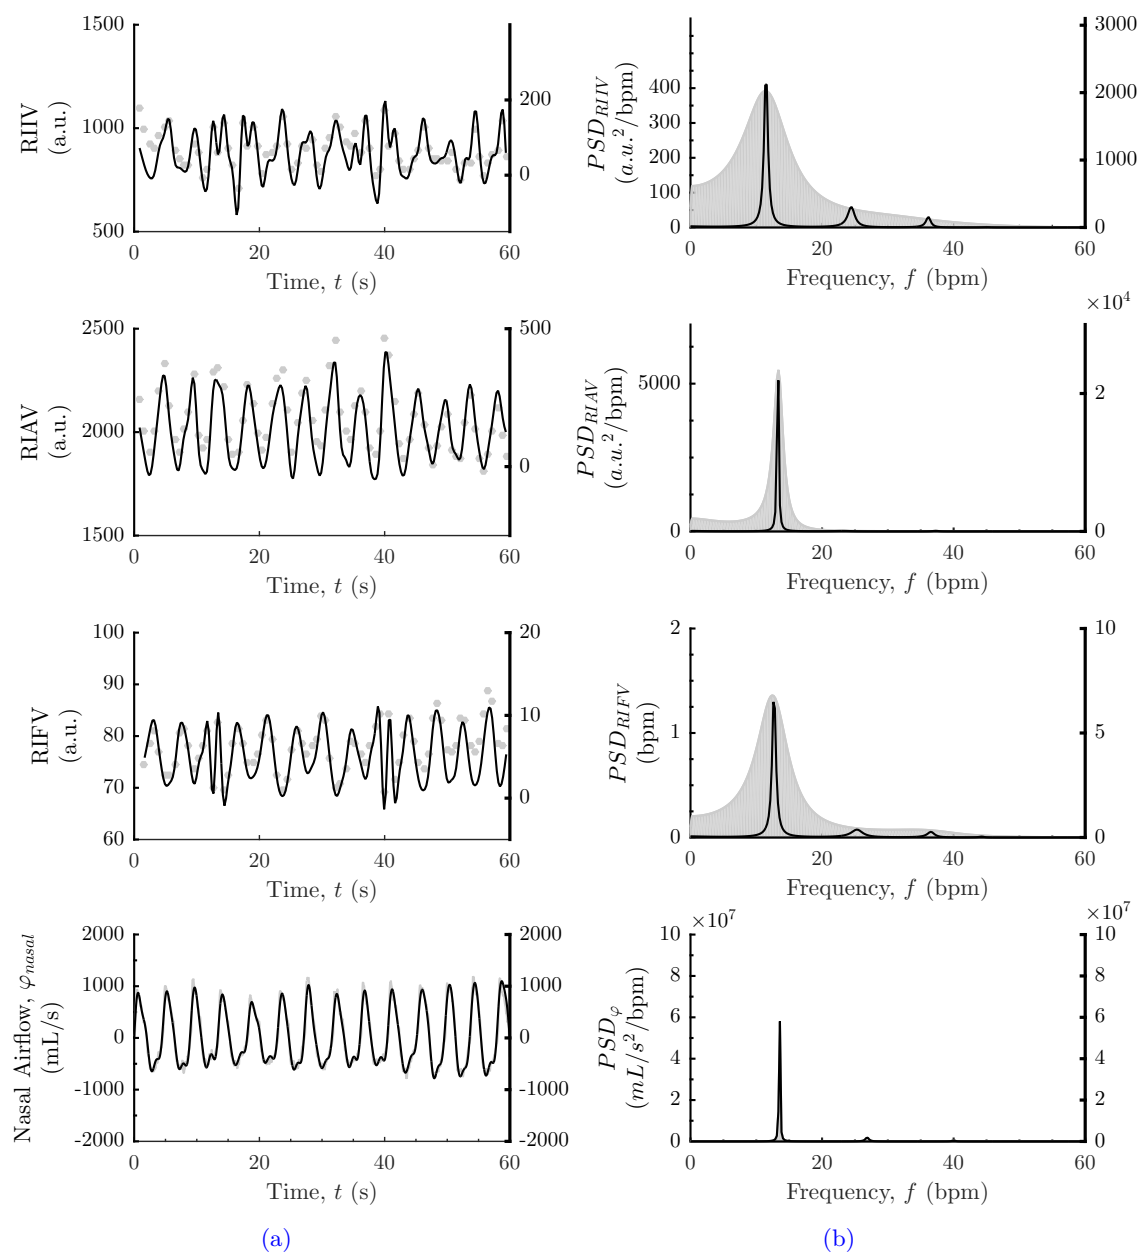 1500
1000
500
200
0
RIIV
(a.u.)
0 20 40 60
Time, t (s)
400
300
200
100
0
3000
2000
1000
0
PSD_RIIV
(a.u.²/bpm)
0 20 40 60
Frequency, f (bpm)
2500
2000
1500
500
0
RIAV
(a.u.)
0 20 40 60
Time, t (s)
×10⁴
5000
0
2
0
PSD_RIAV
(a.u.²/bpm)
0 20 40 60
Frequency, f (bpm)
100
90
80
70
60
20
10
0
RIFV
(a.u.)
0 20 40 60
Time, t (s)
2
1
0
10
5
0
PSD_RIFV
(bpm)
0 20 40 60
Frequency, f (bpm)
2000
1000
0
-1000
-2000
2000
1000
0
-1000
-2000
Nasal Airflow, φnasal
(mL/s)
0 20 40 60
Time, t (s)
×10⁷
×10⁷
10
8
6
4
2
0
10
8
6
4
2
0
PSD_φ
(mL/s²/bpm)
0 20 40 60
Frequency, f (bpm)
(a)
(b)